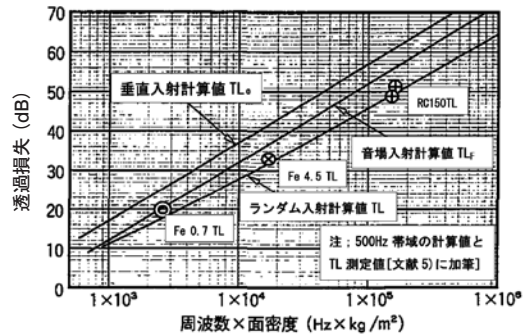 透過損失 (dB)
70
60
50
40
30
20
10
0
垂直入射計算値 TL₀
RC150TL
音場入射計算値 TLF
Fe 4.5 TL
ランダム入射計算値 TL
Fe 0.7 TL
注；500Hz 帯域の計算値と
TL 測定値[文献 5)に加筆]
1×10³
1×10⁴
1×10⁵
1×10⁶
周波数×面密度 (Hz×kg/m²)